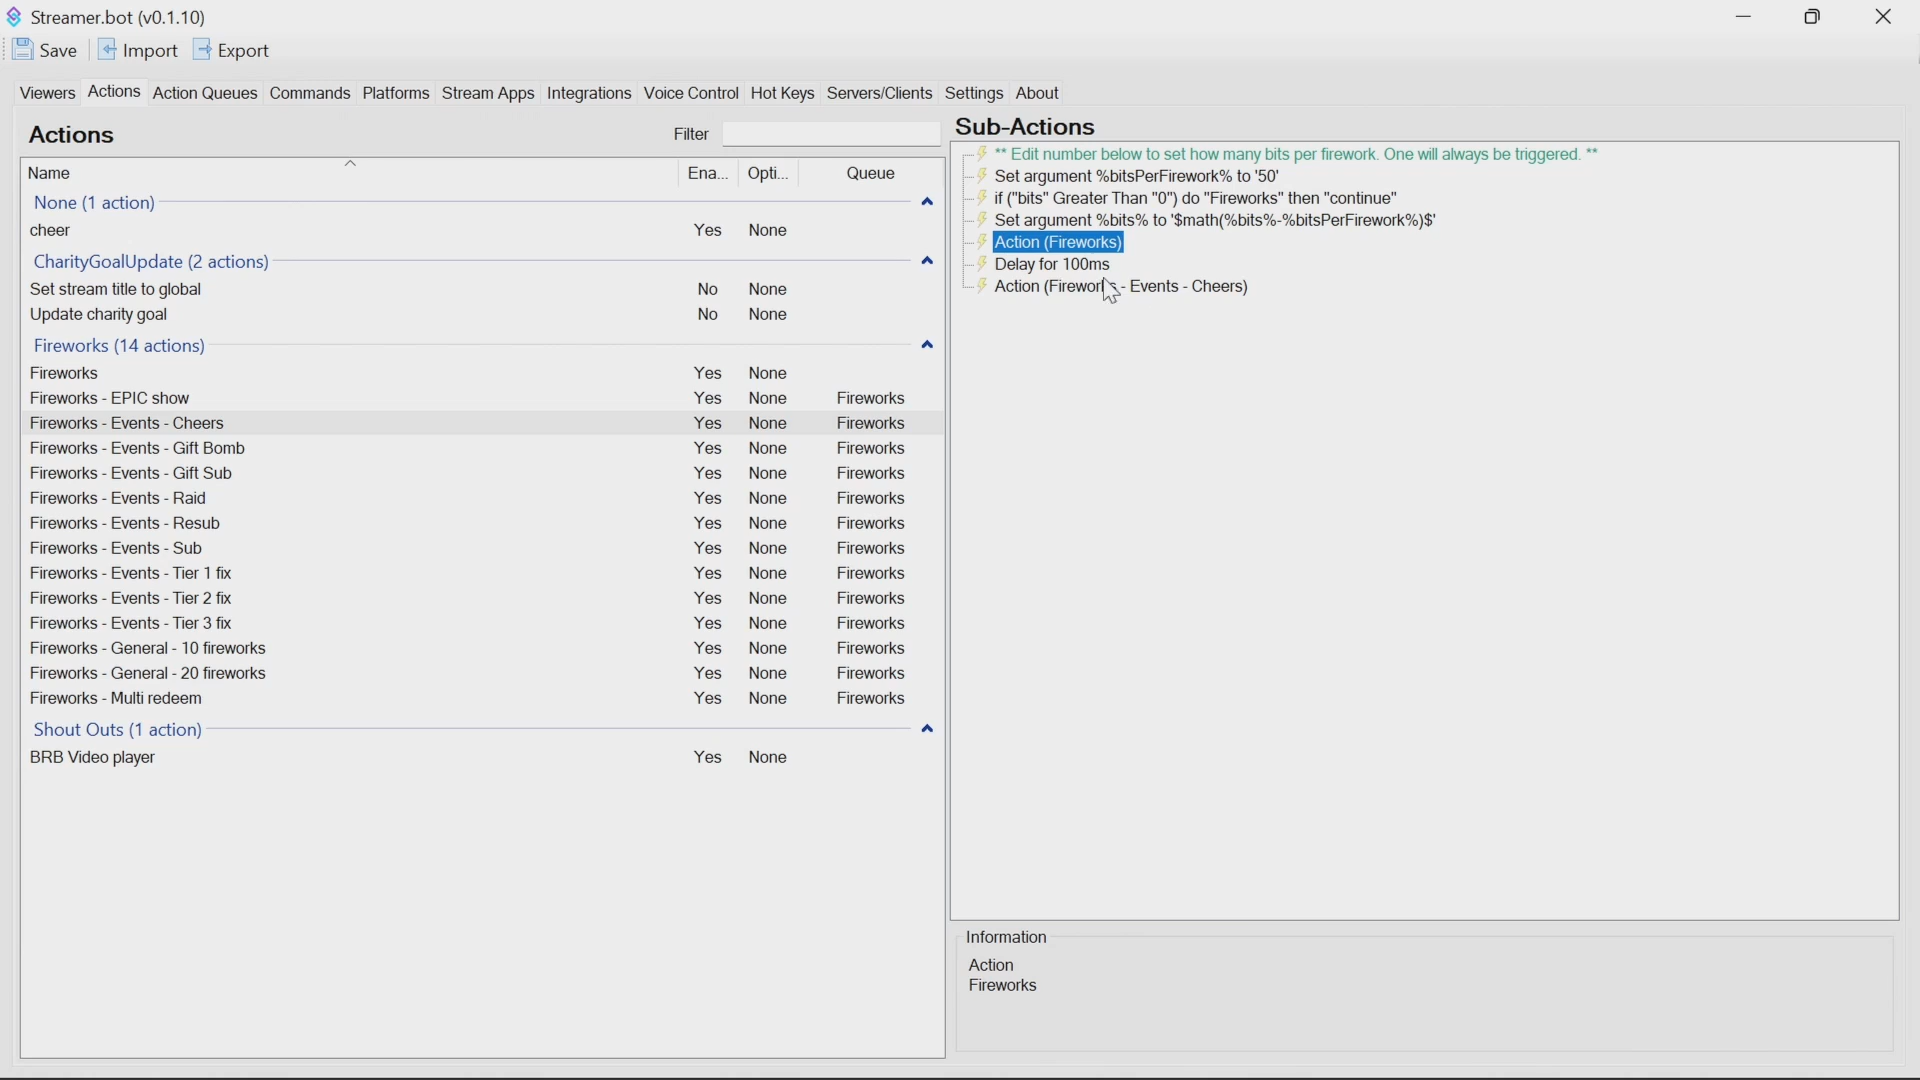 Streamer.bot (v0.1.10)
Save Import Export
Viewers Actions Action Queues Commands Platforms Stream Apps Integrations Voice Control Hot Keys Servers/Clients Settings About
Actions Filter
Name Ena... Opti... Queue
None (1 action)
cheer Yes None
CharityGoalUpdate (2 actions)
Set stream title to global No None
Update charity goal No None
Fireworks (14 actions)
Fireworks Yes None
Fireworks - EPIC show Yes None Fireworks
Fireworks - Events - Cheers Yes None Fireworks
Fireworks - Events - Gift Bomb Yes None Fireworks
Fireworks - Events - Gift Sub Yes None Fireworks
Fireworks - Events - Raid Yes None Fireworks
Fireworks - Events - Resub Yes None Fireworks
Fireworks - Events - Sub Yes None Fireworks
Fireworks - Events - Tier 1 fix Yes None Fireworks
Fireworks - Events - Tier 2 fix Yes None Fireworks
Fireworks - Events - Tier 3 fix Yes None Fireworks
Fireworks - General - 10 fireworks Yes None Fireworks
Fireworks - General - 20 fireworks Yes None Fireworks
Fireworks - Multi redeem Yes None Fireworks
Shout Outs (1 action)
BRB Video player Yes None
Sub-Actions
** Edit number below to set how many bits per firework. One will always be triggered. **
Set argument %bitsPerFirework% to '50'
if ("bits" Greater Than "0") do "Fireworks" then "continue"
Set argument %bits% to '$math(%bits%-%bitsPerFirework%)$'
Action (Fireworks)
Delay for 100ms
Action (Fireworks - Events - Cheers)
Information
Action
Fireworks